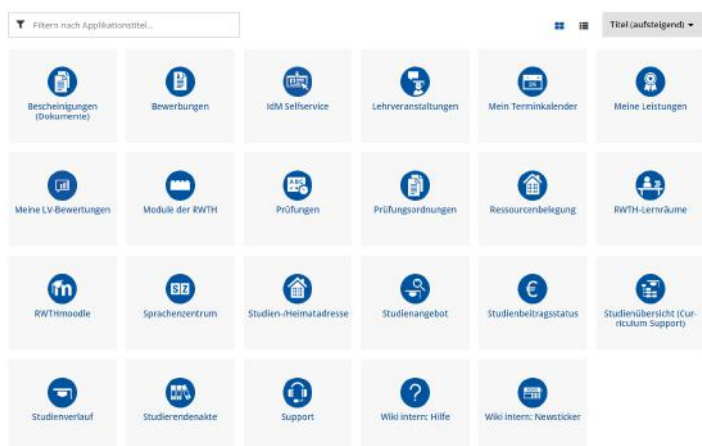 Filtern nach Applikationstitel...
Titel (aufsteigend)
Bescheinigungen
(Dokumente)
Bewerbungen
IdM Selfservice
Lehrveranstaltungen
Mein Terminkalender
Meine Leistungen
Meine LV-Bewertungen
Module der RWTH
Prüfungen
Prüfungsordnungen
Ressourcenbelegung
RWTH-Lernräume
RWTHmoodle
Sprachenzentrum
Studien-/Heimatadresse
Studienangebot
Studienbeitragsstatus
Studienübersicht (Cur-
riculum Support)
Studienverlauf
Studierendenakte
Support
Wiki intern: Hilfe
Wiki intern: Newsticker